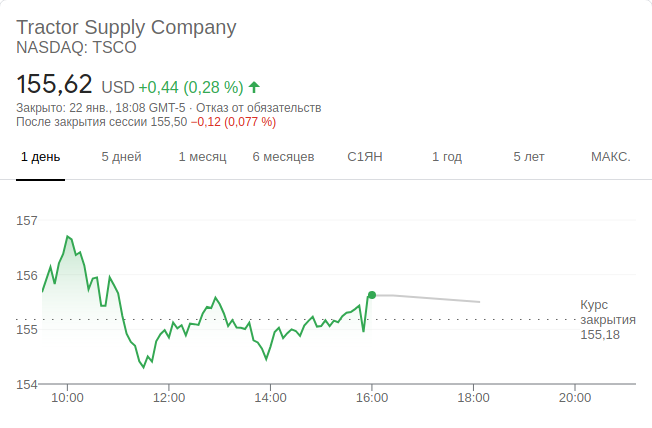 Tractor Supply Company
NASDAQ: TSCO
155,62 USD +0,44 (0,28 %)
Закрыто: 22 янв., 18:08 GMT-5 · Отказ от обязательств
После закрытия сессии 155,50 −0,12 (0,077 %)
1 день 5 дней 1 месяц 6 месяцев С1ЯН 1 год 5 лет МАКС.
157
156
155
154
Курс
закрытия
155,18
10:00 12:00 14:00 16:00 18:00 20:00